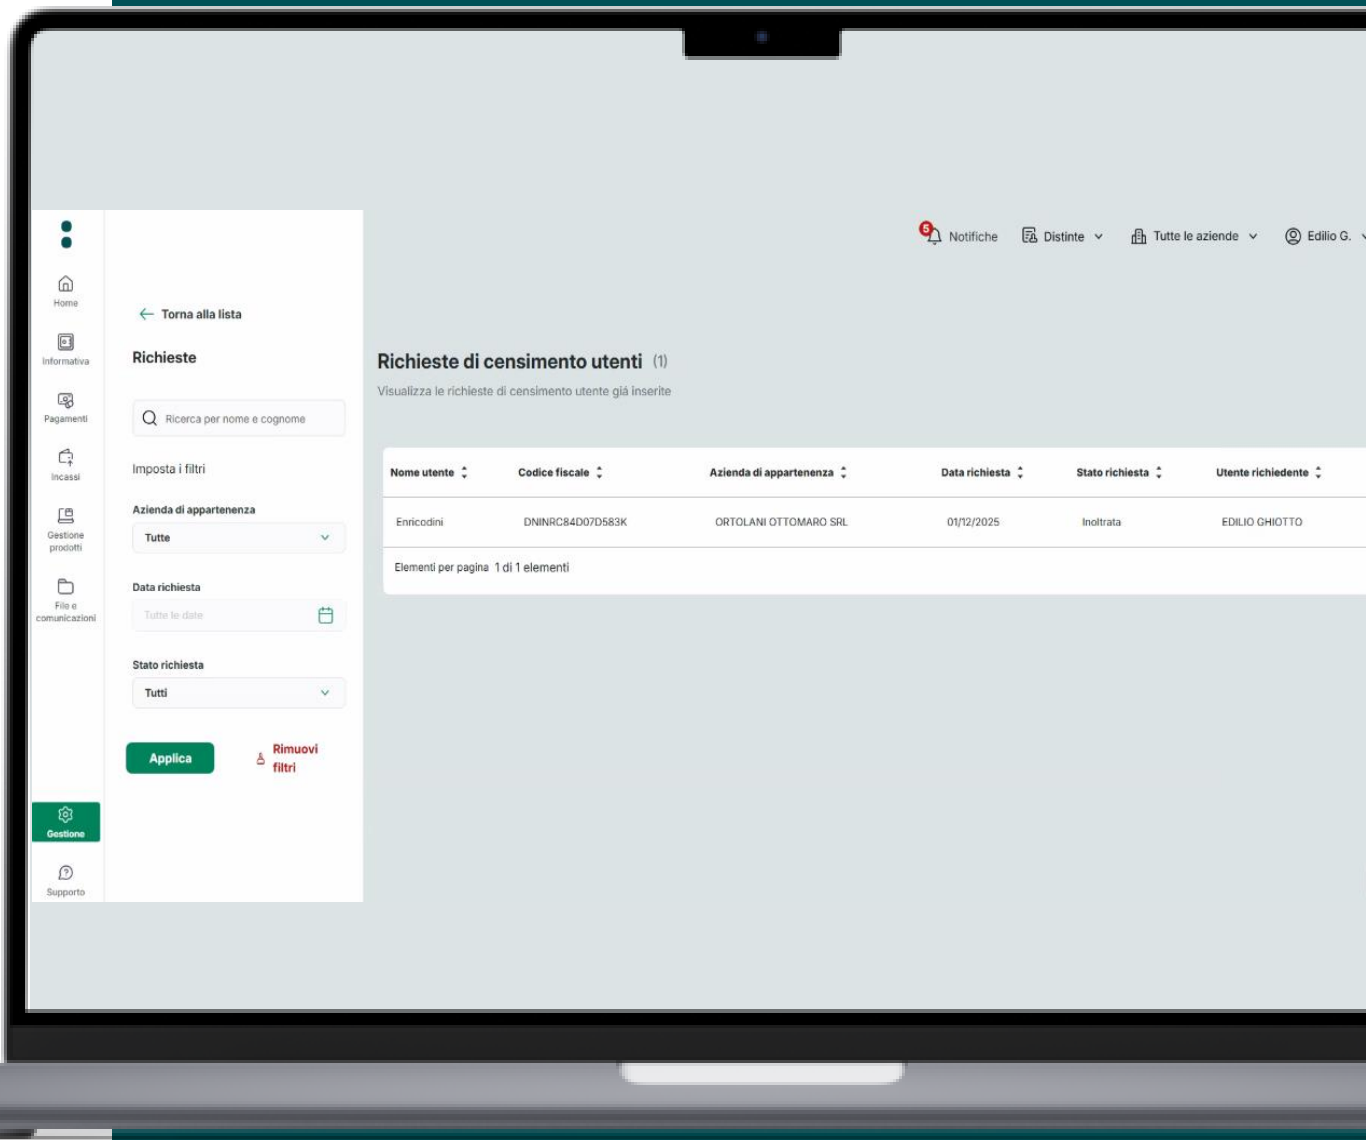 5
Notifiche
Distinte
Tutte le aziende
Edilio G.
Home
Informativa
Pagamenti
Incassi
Gestione
prodotti
File e
comunicazioni
Gestione
Supporto
Torna alla lista
Richieste
Ricerca per nome e cognome
Imposta i filtri
Azienda di appartenenza
Tutte
Data richiesta
Tutte le date
Stato richiesta
Tutti
Applica
Rimuovi
filtri
Richieste di censimento utenti (1)
Visualizza le richieste di censimento utente giá inserite
Nome utente Codice fiscale Azienda di appartenenza Data richiesta Stato richiesta Utente richiedente
Enricodini DNINRC84D07D583K ORTOLANI OTTOMARO SRL 01/12/2025 Inoltrata EDILIO GHIOTTO
Elementi per pagina 1 di 1 elementi